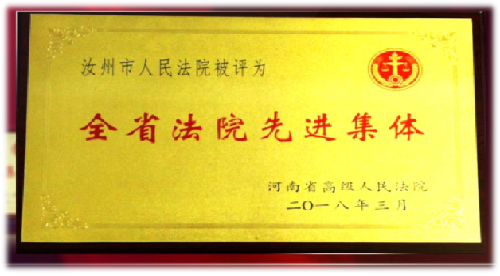 汝州市人民法院被评为
全省法院先进集体
河南省高级人民法院
二〇一八年三月